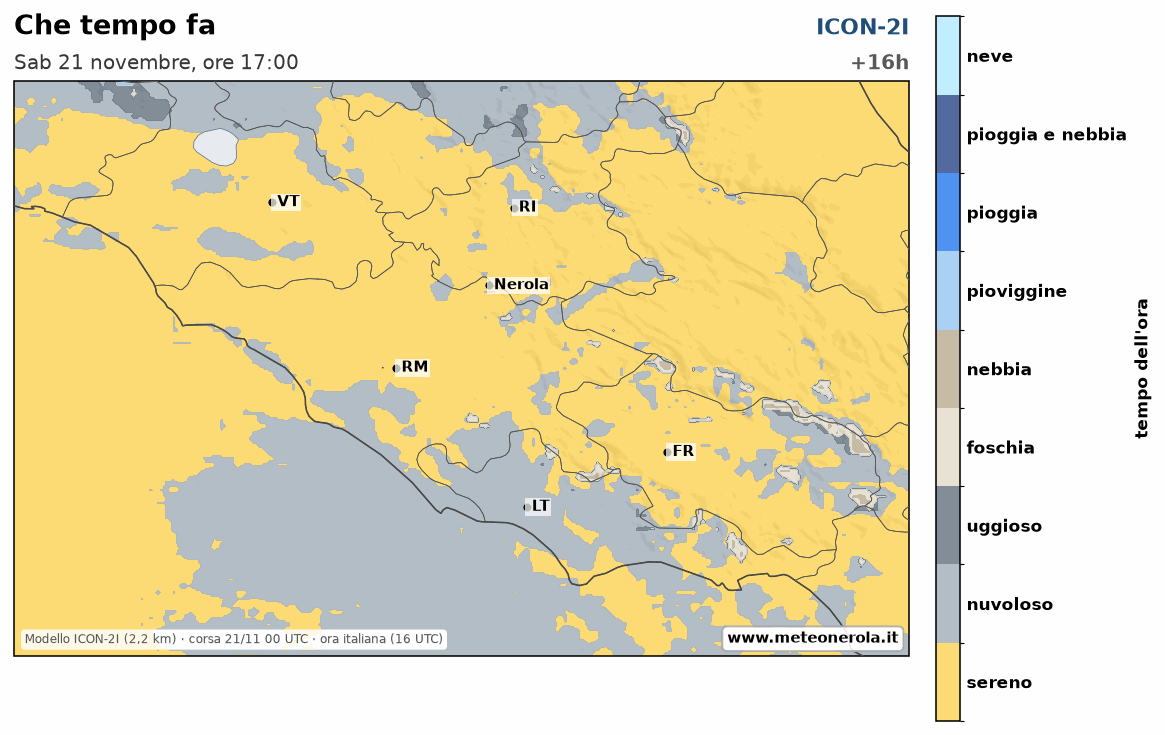 Che tempo fa
ICON-2I
Sab 21 novembre, ore 17:00
+16h
VT
RI
Nerola
RM
FR
LT
Modello ICON-2I (2,2 km) · corsa 21/11 00 UTC · ora italiana (16 UTC)
www.meteonerola.it
neve
pioggia e nebbia
pioggia
pioviggine
nebbia
foschia
uggioso
nuvoloso
sereno
tempo dell'ora